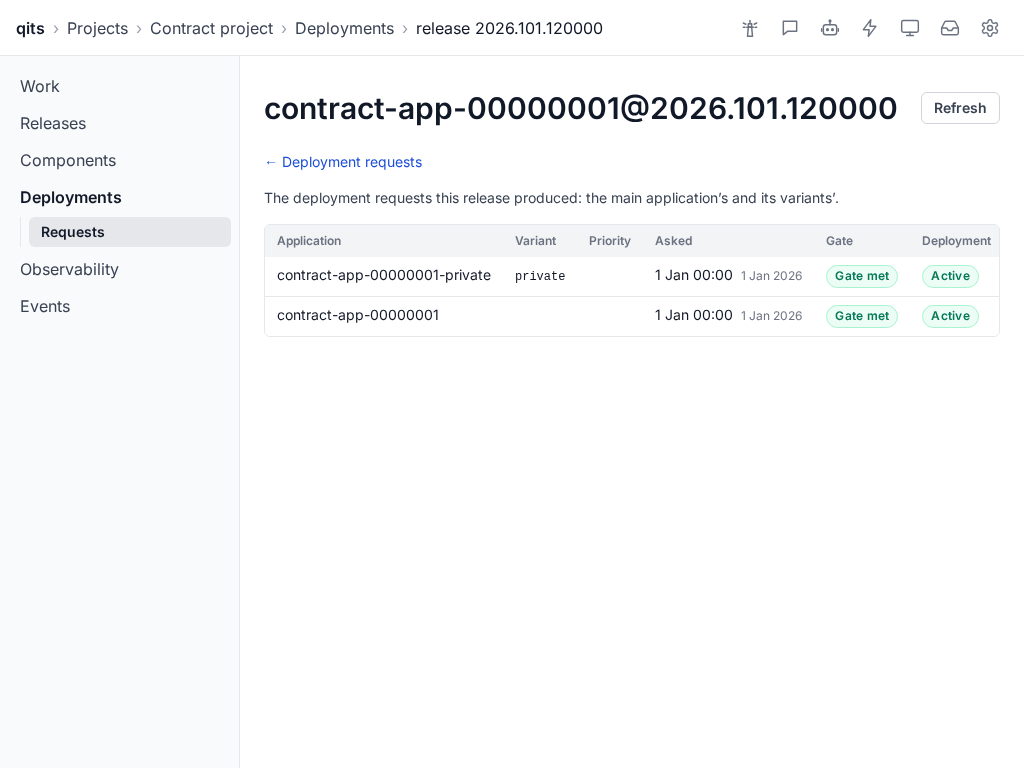 qits › Projects › Contract project › Deployments › release 2026.101.120000
Work
Releases
Components
Deployments
Requests
Observability
Events
contract-app-00000001@2026.101.120000
Refresh
← Deployment requests
The deployment requests this release produced: the main application’s and its variants’.
Application Variant Priority Asked Gate Deployment
contract-app-00000001-private private 1 Jan 00:00 1 Jan 2026 Gate met Active
contract-app-00000001 1 Jan 00:00 1 Jan 2026 Gate met Active